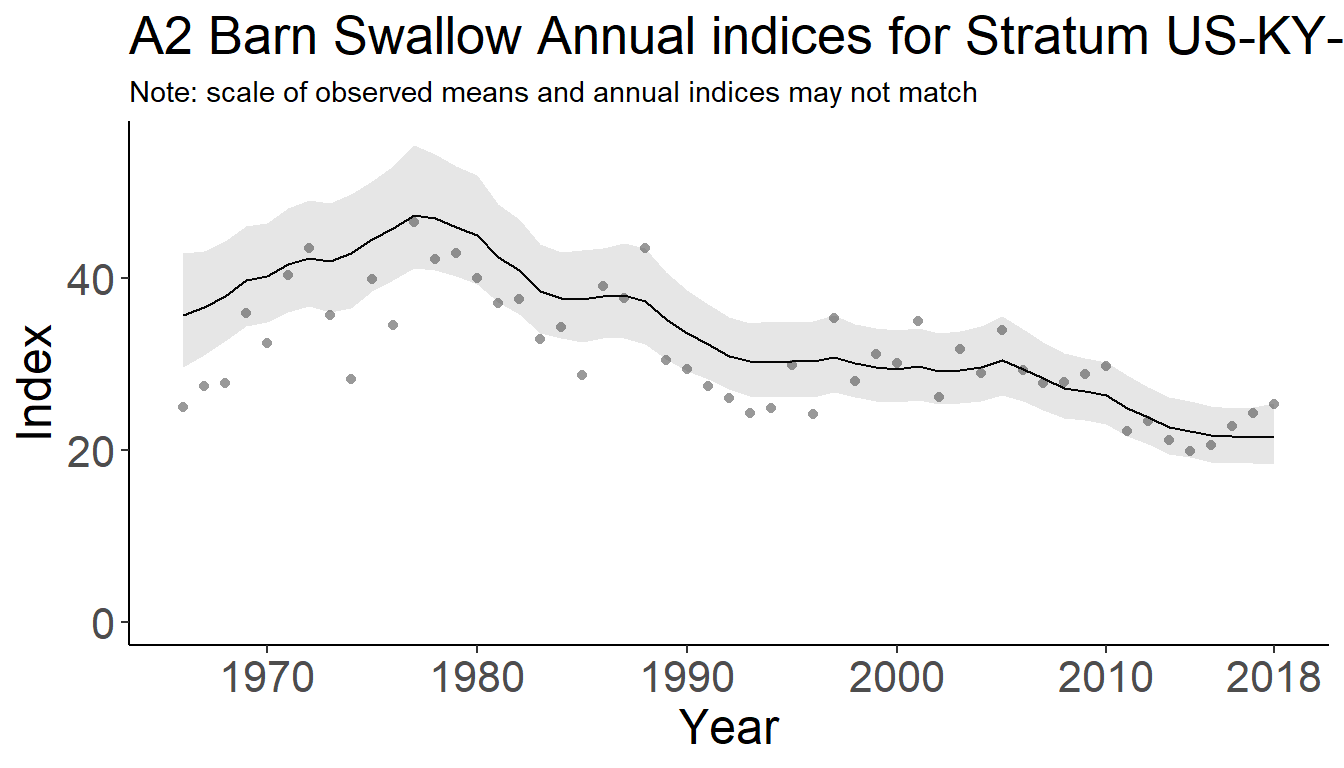 A2 Barn Swallow Annual indices for Stratum US-KY-
Note: scale of observed means and annual indices may not match
Index
40
20
0
1970 1980 1990 2000 2010 2018
Year